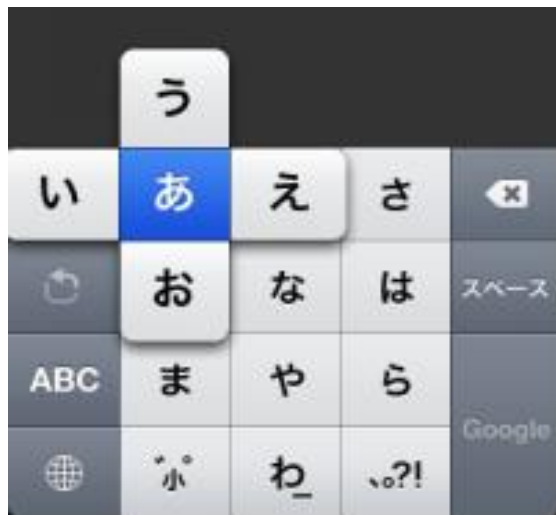 う
い あ え さ
お な は スペース
ABC ま や ら
Google
小 わ_ 、。?!